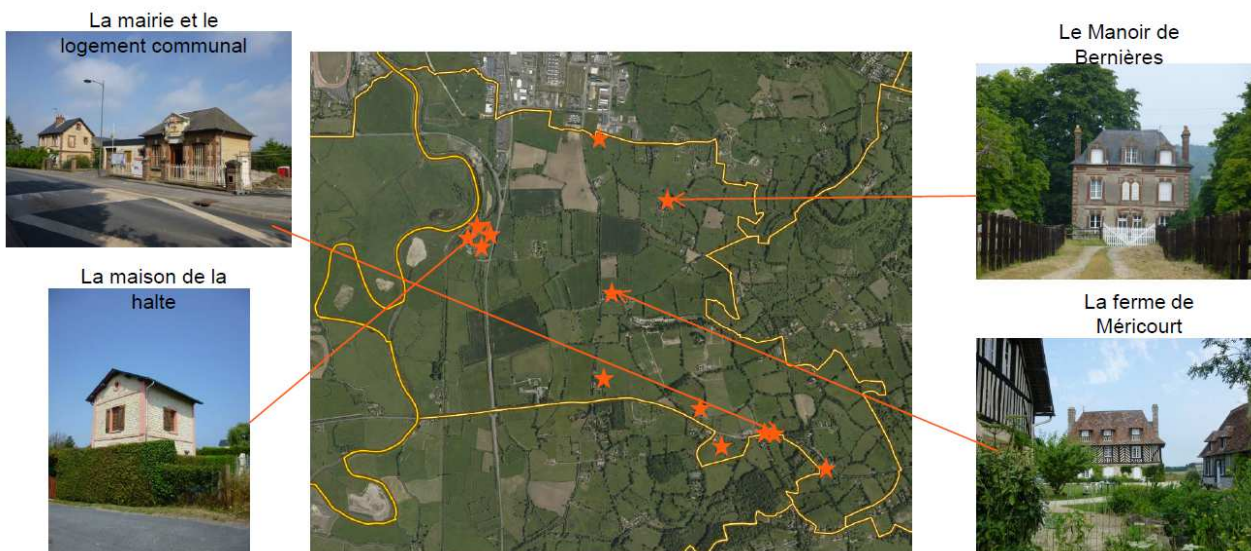 La mairie et le
logement communal
La maison de la
halte
Le Manoir de
Bernières
La ferme de
Méricourt